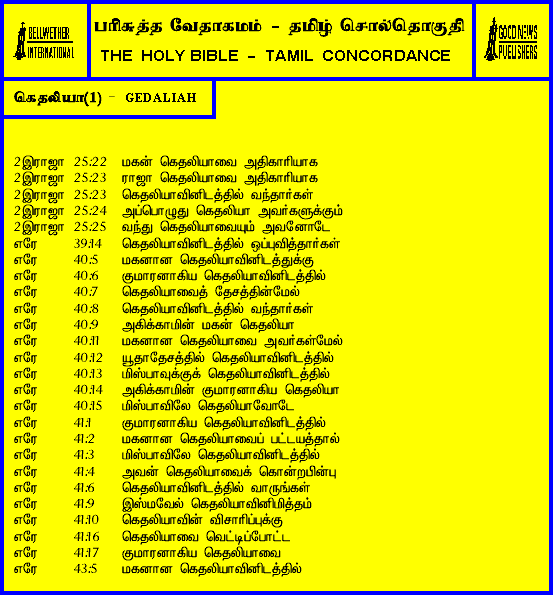 BELLWETHER INTERNATIONAL
பரிசுத்த வேதாகமம் - தமிழ் சொல்தொகுதி
THE HOLY BIBLE - TAMIL CONCORDANCE
GOOD NEWS PUBLISHERS
கெதலியா(1) - GEDALIAH
2இராஜா 25:22 மகன் கெதலியாவை அதிகாரியாக
2இராஜா 25:23 ராஜா கெதலியாவை அதிகாரியாக
2இராஜா 25:23 கெதலியாவினிடத்தில் வந்தார்கள்
2இராஜா 25:24 அப்பொழுது கெதலியா அவர்களுக்கும்
2இராஜா 25:25 வந்து கெதலியாவையும் அவனோடே
எரே 39:14 கெதலியாவினிடத்தில் ஒப்புவித்தார்கள்
எரே 40:5 மகனான கெதலியாவினிடத்துக்கு
எரே 40:6 குமாரனாகிய கெதலியாவினிடத்தில்
எரே 40:7 கெதலியாவைத் தேசத்தின்மேல்
எரே 40:8 கெதலியாவினிடத்தில் வந்தார்கள்
எரே 40:9 அகிக்காமின் மகன் கெதலியா
எரே 40:11 மகனான கெதலியாவை அவர்கள்மேல்
எரே 40:12 யூதாதேசத்தில் கெதலியாவினிடத்தில்
எரே 40:13 மிஸ்பாவுக்குக் கெதலியாவினிடத்தில்
எரே 40:14 அகிக்காமின் குமாரனாகிய கெதலியா
எரே 40:15 மிஸ்பாவிலே கெதலியாவோடே
எரே 41:1 குமாரனாகிய கெதலியாவினிடத்தில்
எரே 41:2 மகனான கெதலியாவைப் பட்டயத்தால்
எரே 41:3 மிஸ்பாவிலே கெதலியாவினிடத்தில்
எரே 41:4 அவன் கெதலியாவைக் கொன்றபின்பு
எரே 41:6 கெதலியாவினிடத்தில் வாருங்கள்
எரே 41:9 இஸ்மவேல் கெதலியாவினிமித்தம்
எரே 41:10 கெதலியாவின் விசாரிப்புக்கு
எரே 41:16 கெதலியாவை வெட்டிப்போட்ட
எரே 41:17 குமாரனாகிய கெதலியாவை
எரே 43:5 மகனான கெதலியாவினிடத்தில்